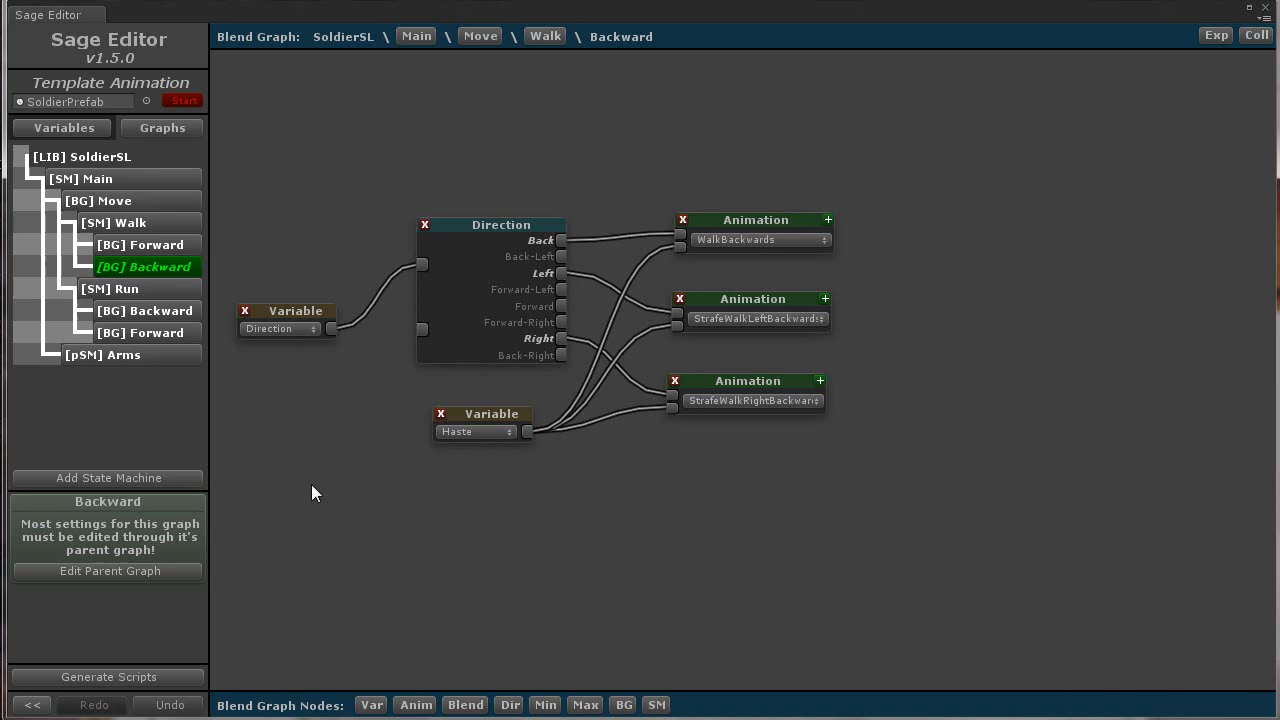 Sage Editor
Sage Editor
v1.5.0
Template Animation
SoldierPrefab
Start
Variables
Graphs
[LIB] SoldierSL
[SM] Main
[BG] Move
[SM] Walk
[BG] Forward
[BG] Backward
[SM] Run
[BG] Backward
[BG] Forward
[pSM] Arms
Add State Machine
Backward
Most settings for this graph
must be edited through it's
parent graph!
Edit Parent Graph
Generate Scripts
<< Redo Undo
Blend Graph: SoldierSL \ Main \ Move \ Walk \ Backward
Exp Coll
X Variable
Direction
X Direction
Back
Back-Left
Left
Forward-Left
Forward
Forward-Right
Right
Back-Right
X Variable
Haste
X Animation +
WalkBackwards
X Animation +
StrafeWalkLeftBackwards
X Animation +
StrafeWalkRightBackwar
Blend Graph Nodes: Var Anim Blend Dir Min Max BG SM